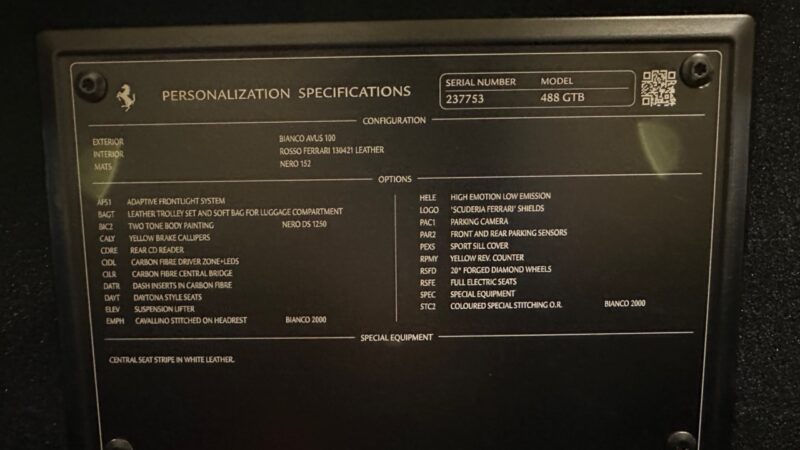 PERSONALIZATION SPECIFICATIONS
SERIAL NUMBER MODEL
237753 488 GTB
CONFIGURATION
EXTERIOR BIANCO AVUS 100
INTERIOR ROSSO FERRARI 130421 LEATHER
MATS NERO 152
OPTIONS
AFS1 ADAPTIVE FRONTLIGHT SYSTEM
BAGT LEATHER TROLLEY SET AND SOFT BAG FOR LUGGAGE COMPARTMENT
BIC2 TWO TONE BODY PAINTING NERO DS 1250
CALY YELLOW BRAKE CALLIPERS
CDRE REAR CD READER
CIDL CARBON FIBRE DRIVER ZONE+LEDS
CILR CARBON FIBRE CENTRAL BRIDGE
DATR DASH INSERTS IN CARBON FIBRE
DAYT DAYTONA STYLE SEATS
ELEV SUSPENSION LIFTER
EMPH CAVALLINO STITCHED ON HEADREST BIANCO 2000
HELE HIGH EMOTION LOW EMISSION
LOGO 'SCUDERIA FERRARI' SHIELDS
PAC1 PARKING CAMERA
PAR2 FRONT AND REAR PARKING SENSORS
PEXS SPORT SILL COVER
RPMY YELLOW REV. COUNTER
RSFD 20" FORGED DIAMOND WHEELS
RSFE FULL ELECTRIC SEATS
SPEC SPECIAL EQUIPMENT
STC2 COLOURED SPECIAL STITCHING O.R. BIANCO 2000
SPECIAL EQUIPMENT
CENTRAL SEAT STRIPE IN WHITE LEATHER.